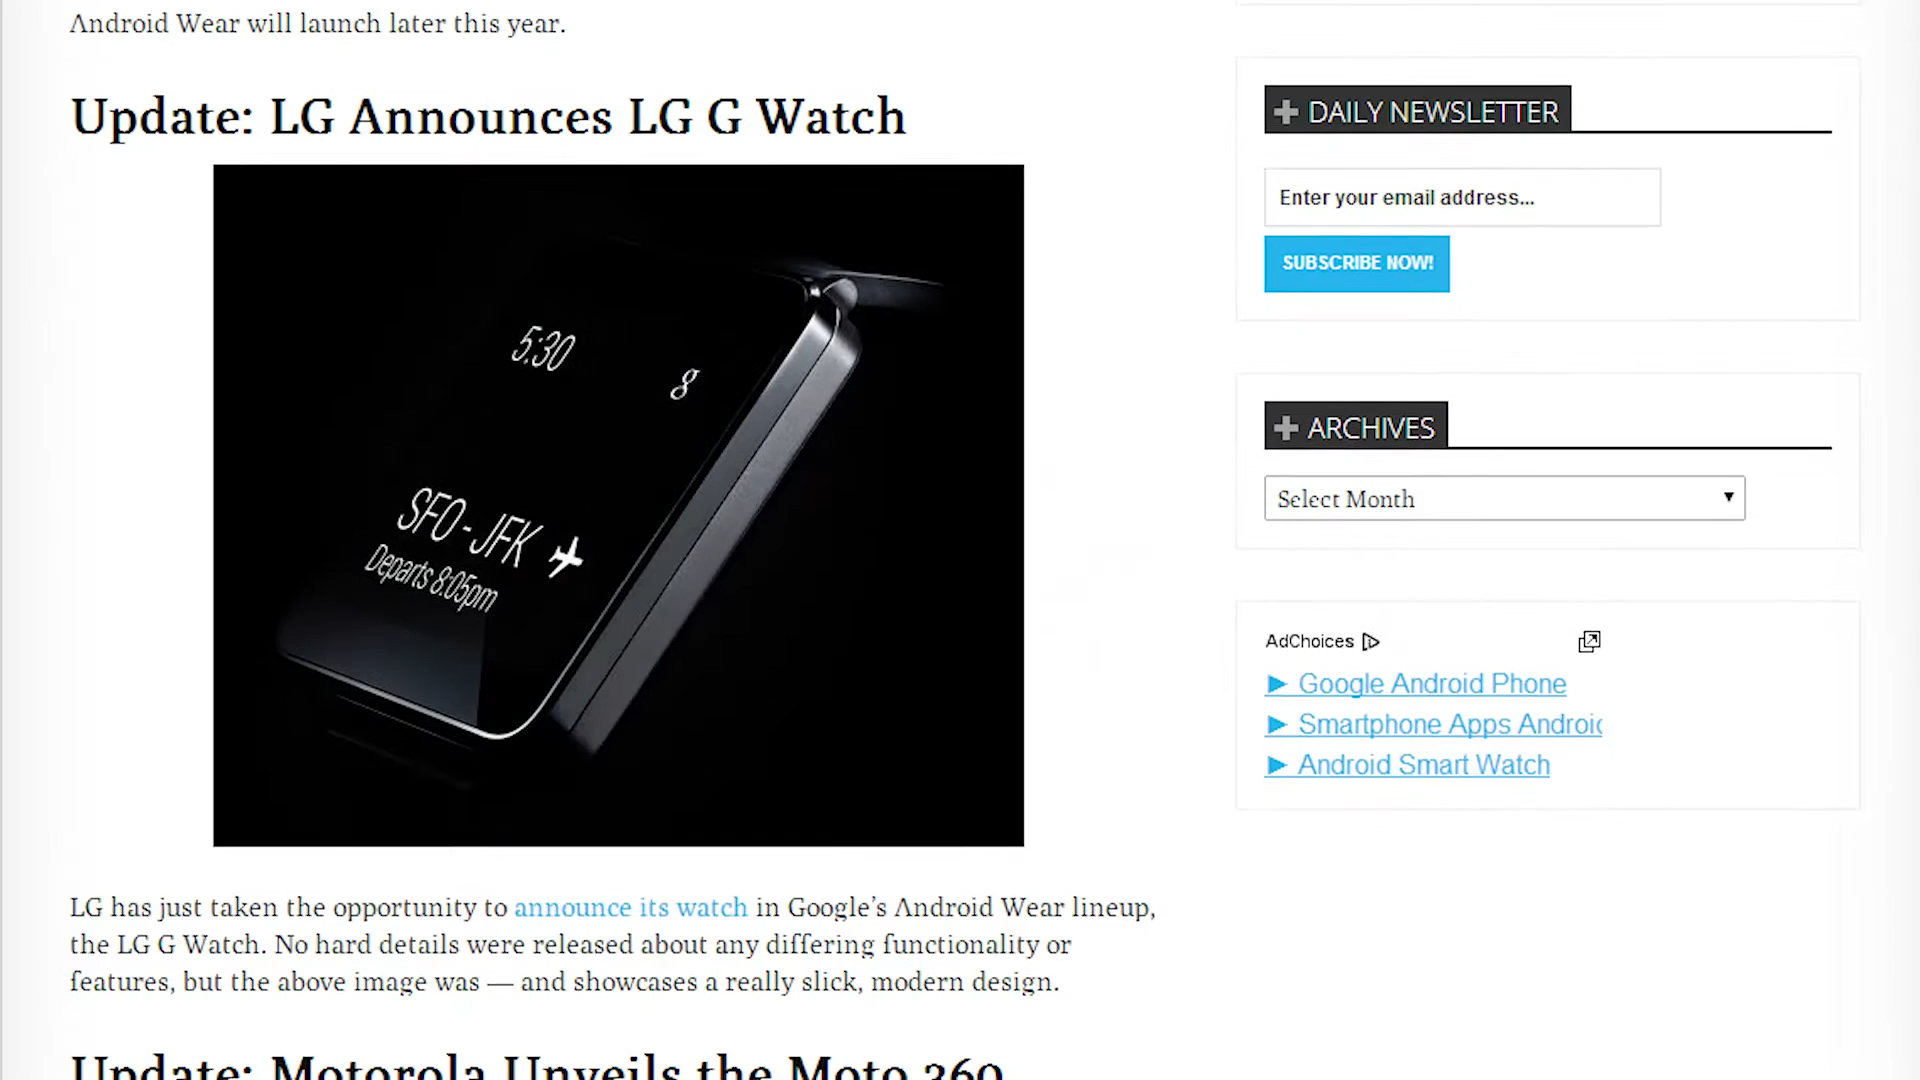 Android Wear will launch later this year.
Update: LG Announces LG G Watch
5:30
8
SFO - JFK
Departs 8:05pm
LG has just taken the opportunity to announce its watch in Google’s Android Wear lineup,
the LG G Watch. No hard details were released about any differing functionality or
features, but the above image was — and showcases a really slick, modern design.
Update: Motorola Unveils the Moto 360
DAILY NEWSLETTER
Enter your email address...
SUBSCRIBE NOW!
ARCHIVES
Select Month
AdChoices
Google Android Phone
Smartphone Apps Android
Android Smart Watch